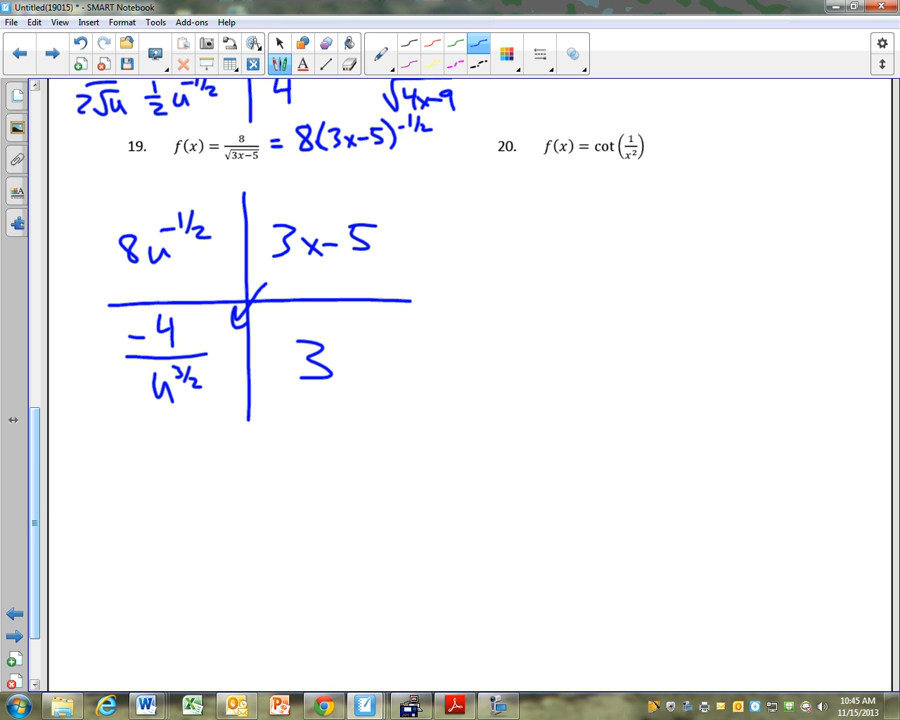 Untitled(19015) * - SMART Notebook
File Edit View Insert Format Tools Add-ons Help
2√u 1/2 u^-1/2 4 √4x-9
19. f(x) = 8/√3x−5 = 8(3x-5)^-1/2
20. f(x) = cot(1/x²)
8u^-1/2 3x-5
-4/u^3/2 3
10:45 AM
11/15/2013